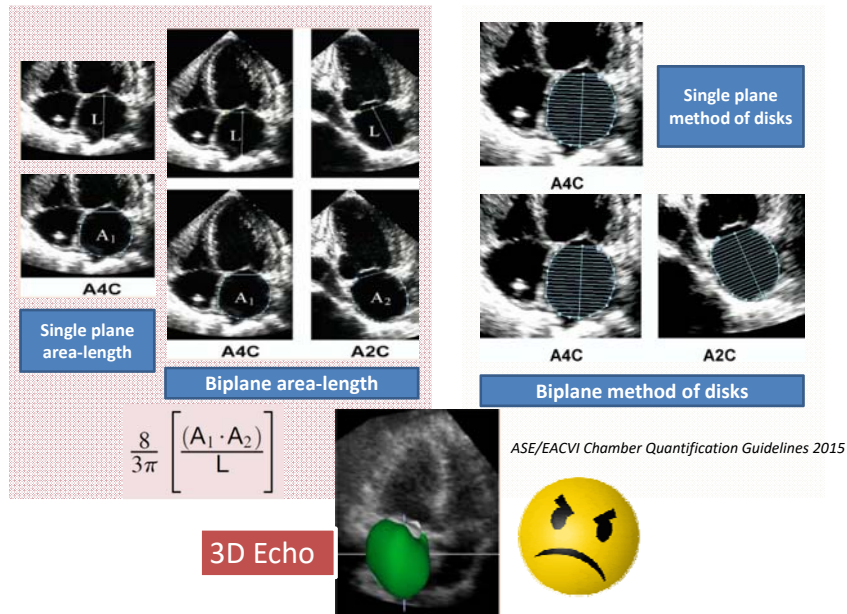 L
L
L
A₁
A4C
Single plane
area-length
A₁
A₂
A4C
A2C
Biplane area-length
8/3π [(A₁·A₂)/L]
A4C
Single plane
method of disks
A4C
A2C
Biplane method of disks
ASE/EACVI Chamber Quantification Guidelines 2015
3D Echo